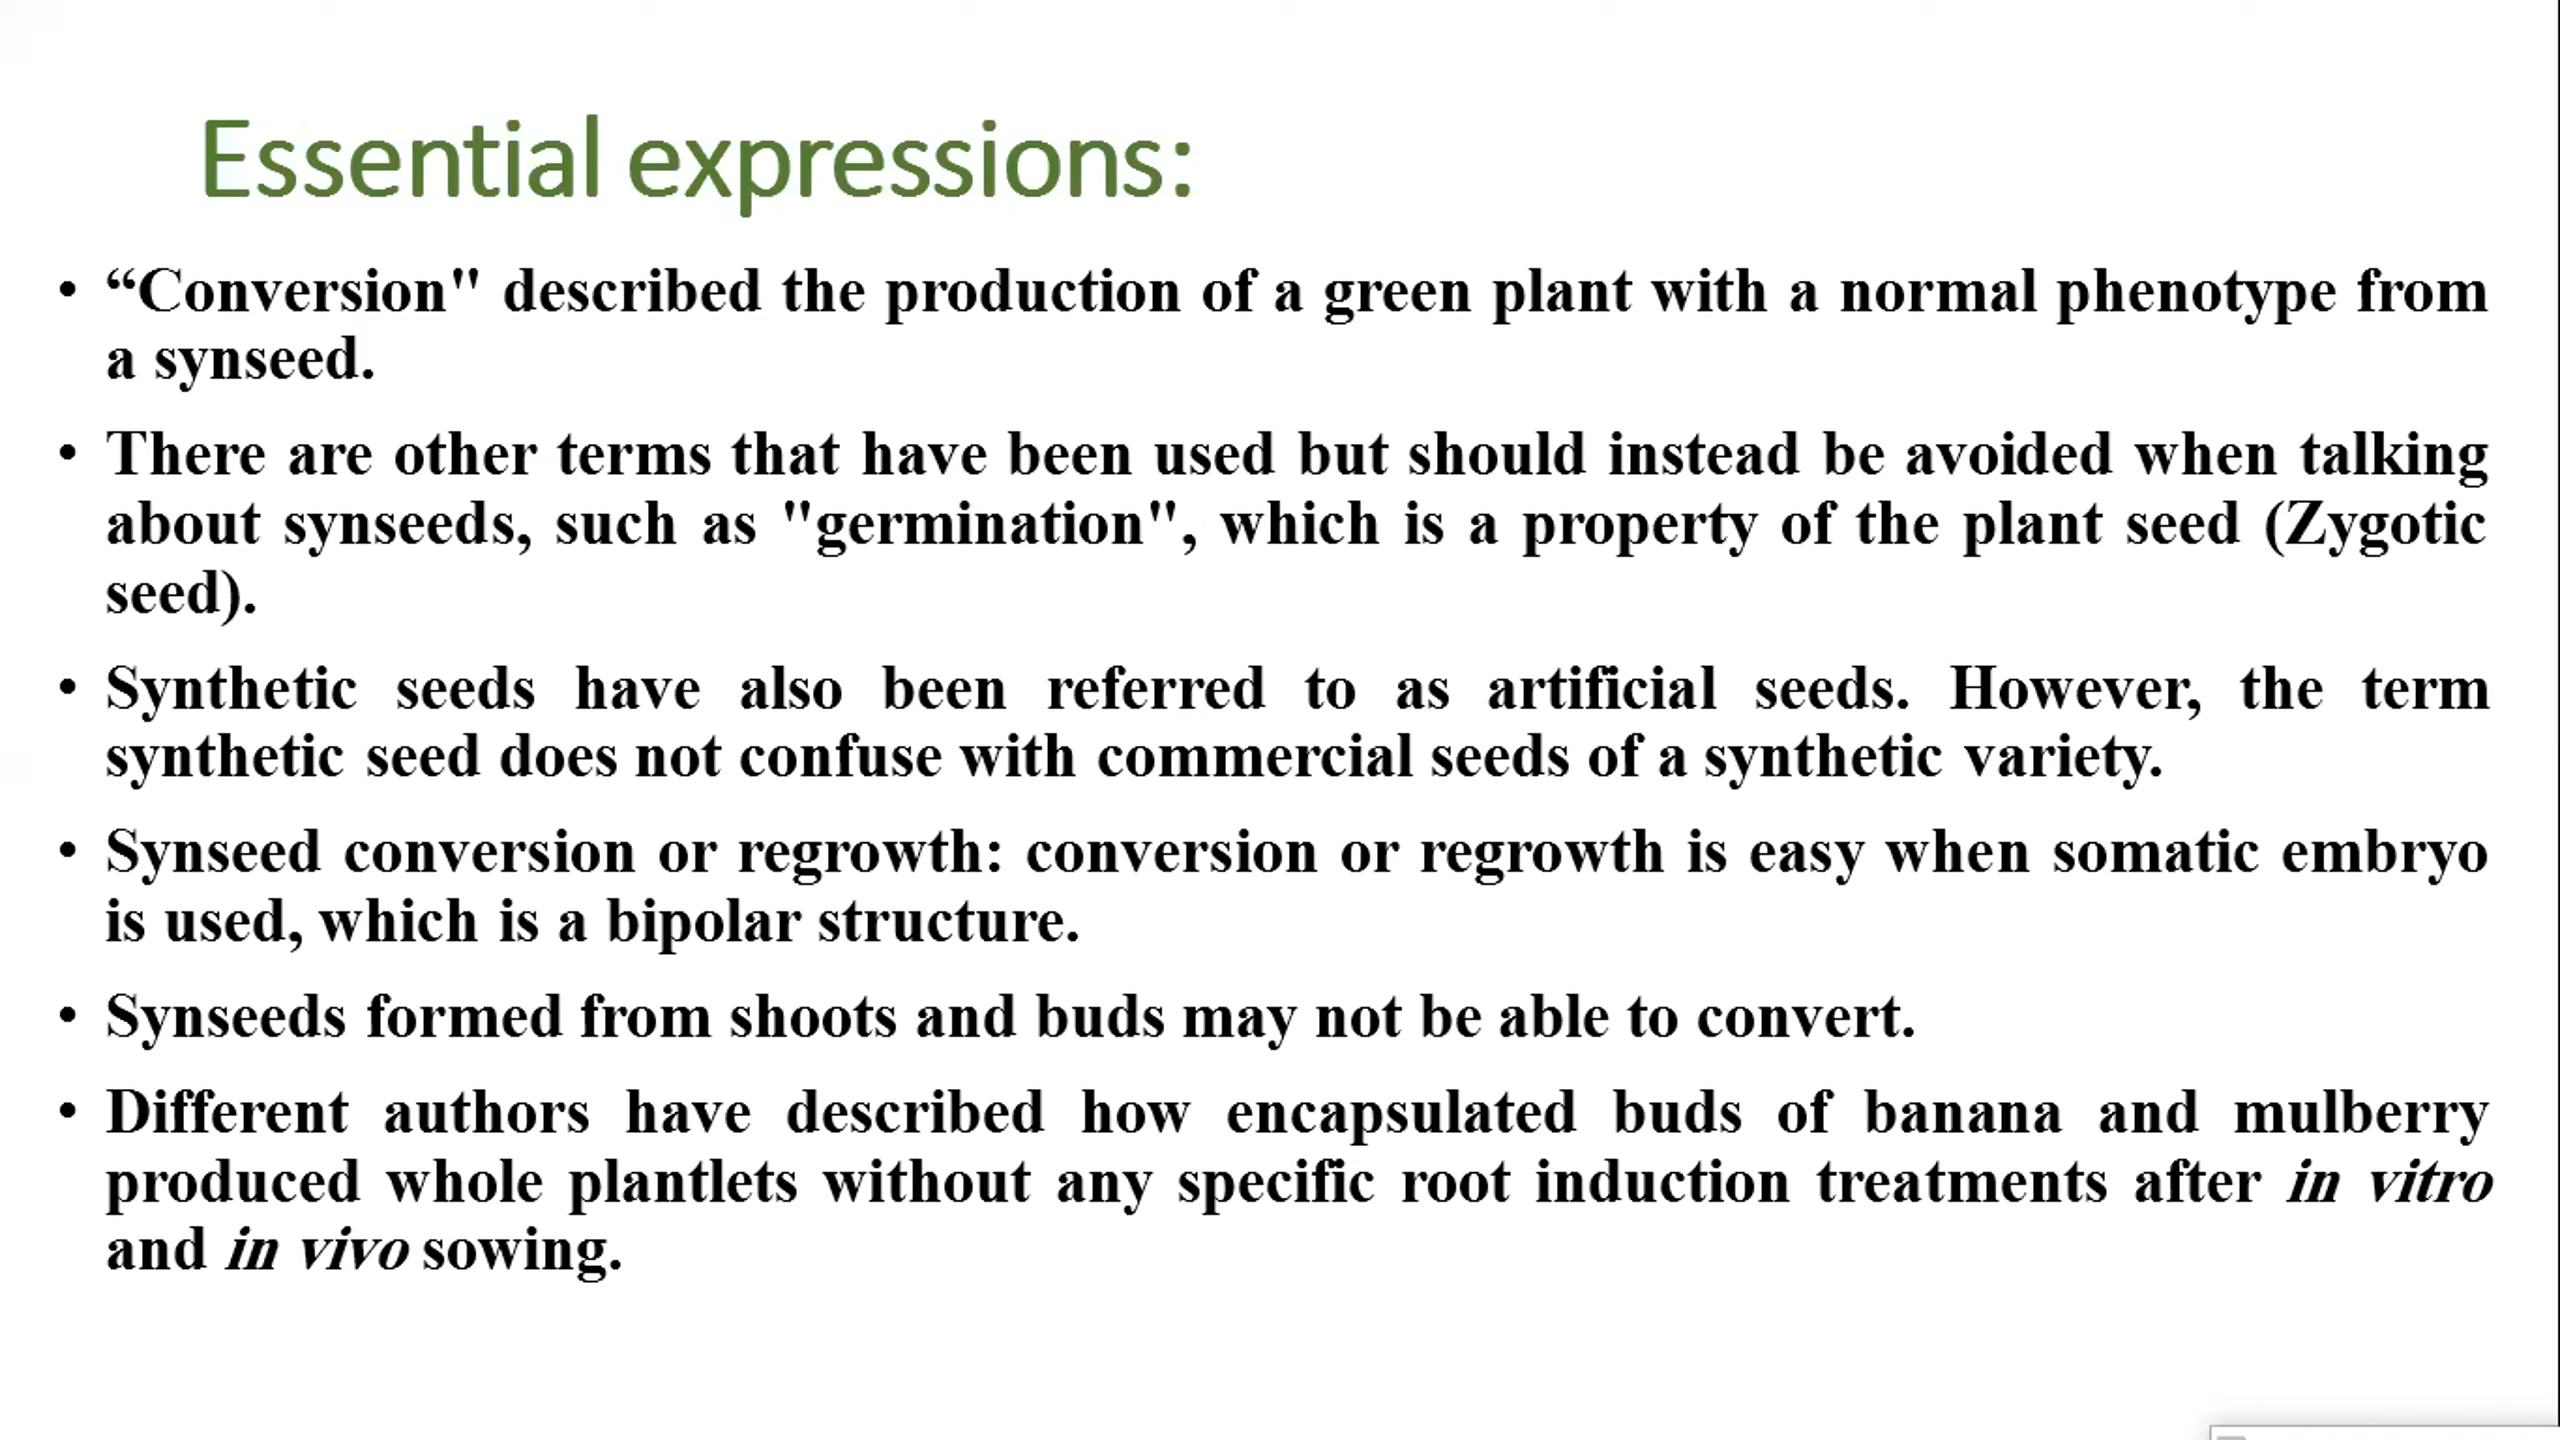 Essential expressions:
• “Conversion" described the production of a green plant with a normal phenotype from
a synseed.
• There are other terms that have been used but should instead be avoided when talking
about synseeds, such as "germination", which is a property of the plant seed (Zygotic
seed).
• Synthetic seeds have also been referred to as artificial seeds. However, the term
synthetic seed does not confuse with commercial seeds of a synthetic variety.
• Synseed conversion or regrowth: conversion or regrowth is easy when somatic embryo
is used, which is a bipolar structure.
• Synseeds formed from shoots and buds may not be able to convert.
• Different authors have described how encapsulated buds of banana and mulberry
produced whole plantlets without any specific root induction treatments after in vitro
and in vivo sowing.